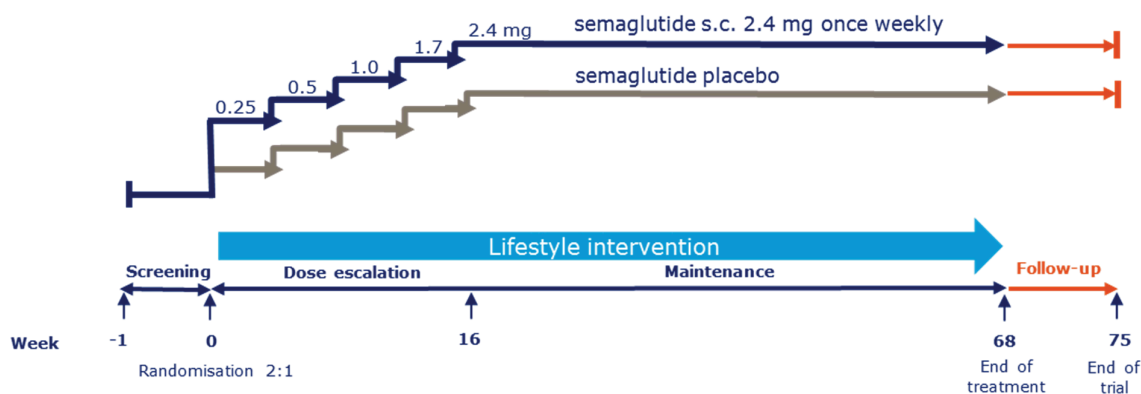 semaglutide s.c. 2.4 mg once weekly
2.4 mg
1.7
1.0
0.5
0.25
semaglutide placebo
Lifestyle intervention
Screening
Dose escalation
Maintenance
Follow-up
Week
-1
0
16
68
75
Randomisation 2:1
End of
treatment
End of
trial